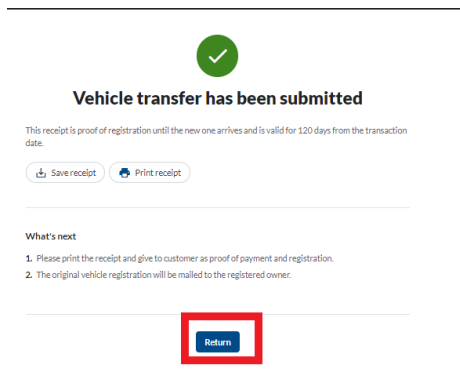 Vehicle transfer has been submitted
This receipt is proof of registration until the new one arrives and is valid for 120 days from the transaction
date.
Save receipt Print receipt
What's next
1. Please print the receipt and give to customer as proof of payment and registration.
2. The original vehicle registration will be mailed to the registered owner.
Return